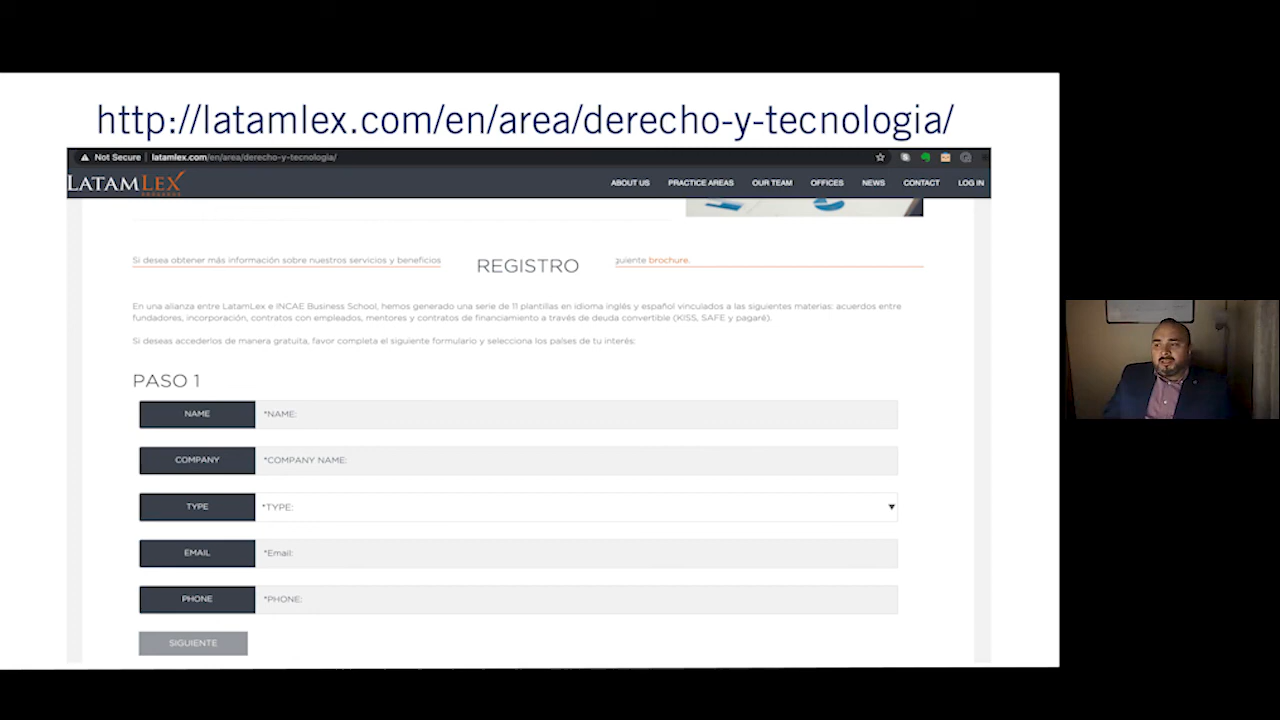 http://latamlex.com/en/area/derecho-y-tecnologia/
Not Secure | latamlex.com/en/area/derecho-y-tecnologia/
LATAMLEX
ABOUT US PRACTICE AREAS OUR TEAM OFFICES NEWS CONTACT LOG IN
Si desea obtener más información sobre nuestros servicios y beneficios
REGISTRO
guiente brochure.
En una alianza entre LatamLex e INCAE Business School, hemos generado una serie de 11 plantillas en idioma inglés y español vinculados a las siguientes materias: acuerdos entre
fundadores, incorporación, contratos con empleados, mentores y contratos de financiamiento a través de deuda convertible (KISS, SAFE y pagaré).
Si deseas accederlos de manera gratuita, favor completa el siguiente formulario y selecciona los países de tu interés:
PASO 1
NAME *NAME:
COMPANY *COMPANY NAME:
TYPE *TYPE:
EMAIL *Email:
PHONE *PHONE:
SIGUIENTE